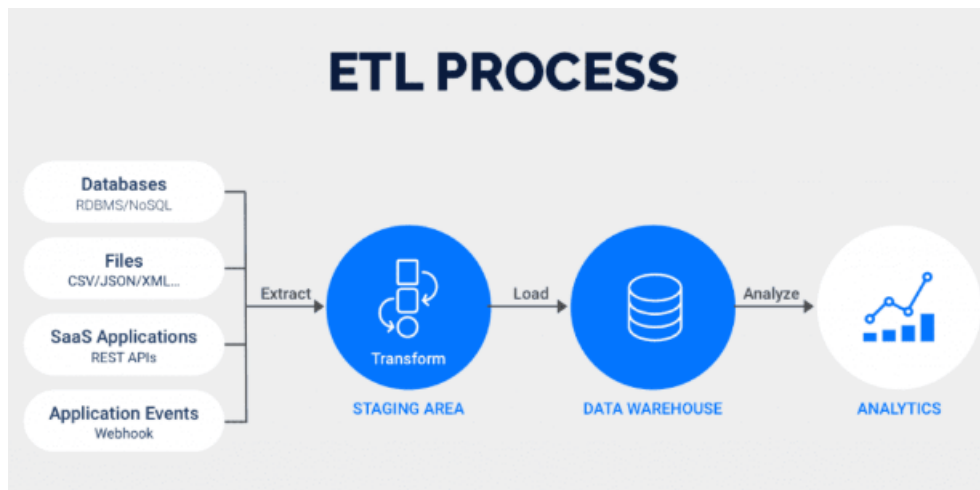 ETL PROCESS
Databases
RDBMS/NoSQL
Files
CSV/JSON/XML...
SaaS Applications
REST APIs
Application Events
Webhook
Extract
Transform
STAGING AREA
Load
DATA WAREHOUSE
Analyze
ANALYTICS